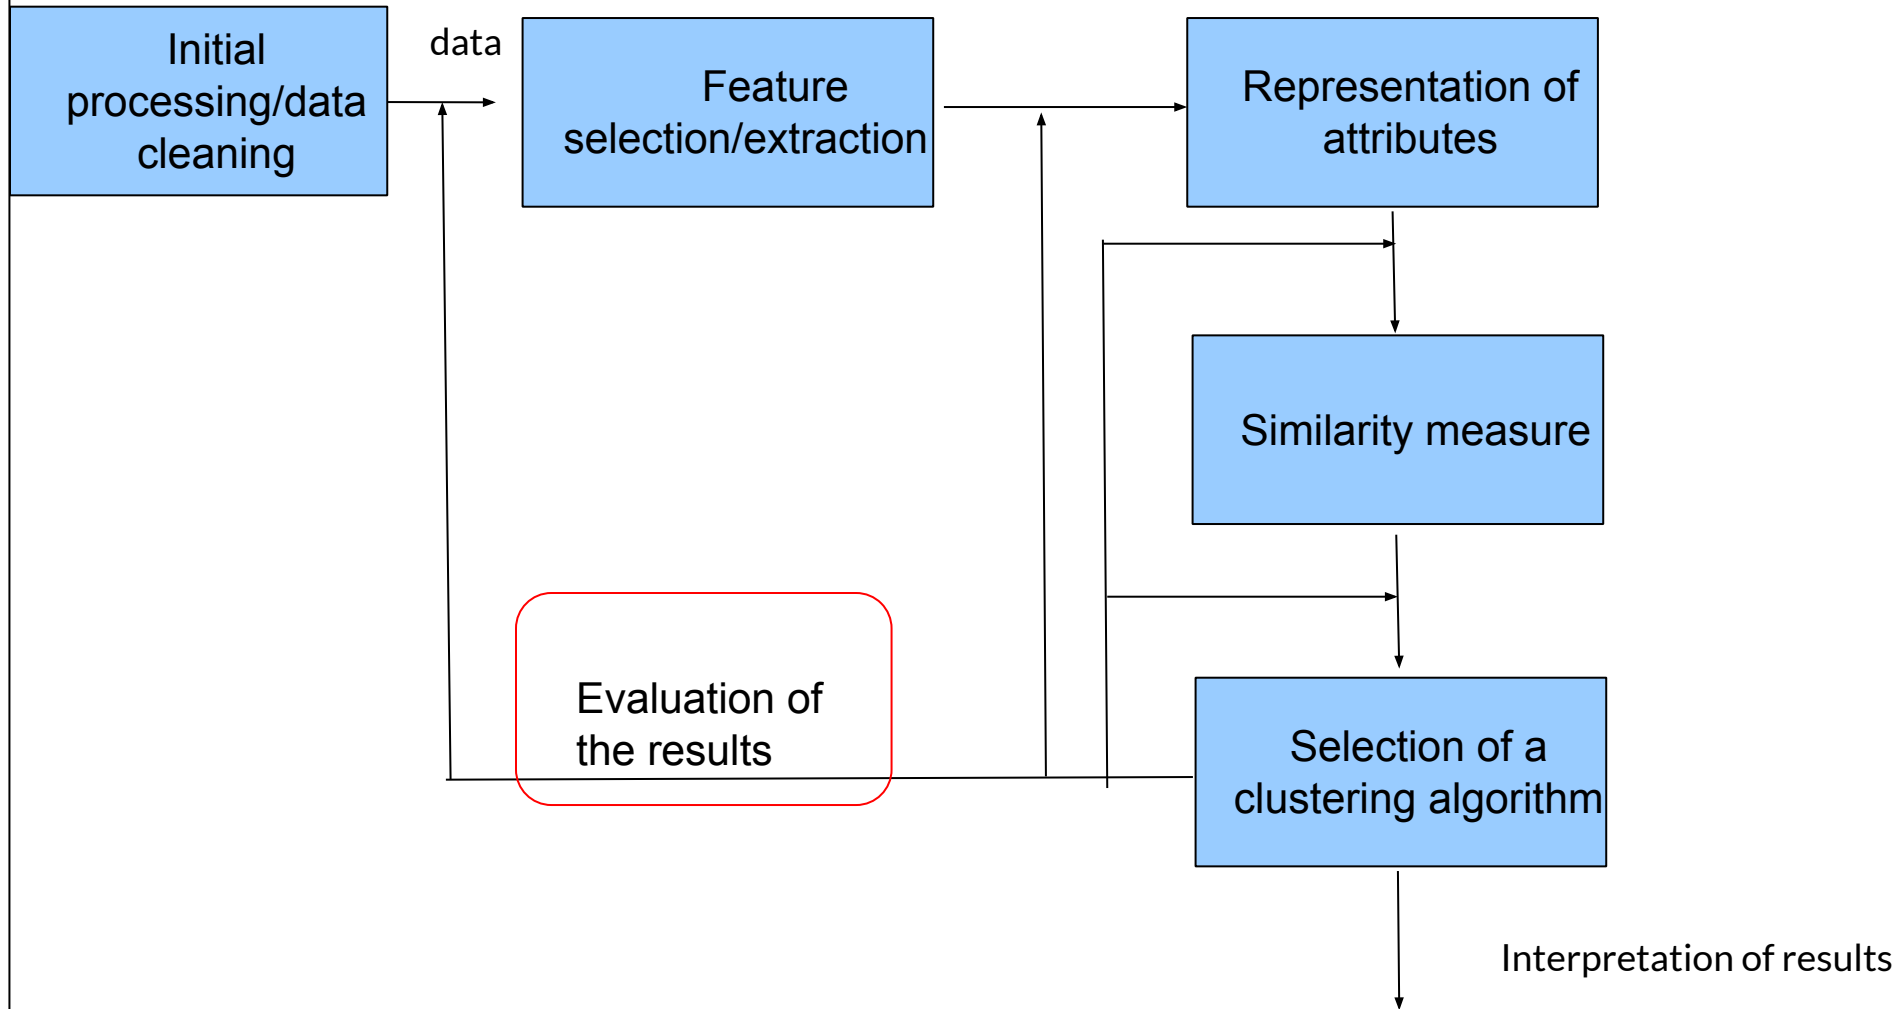 Initial
processing/data
cleaning
data
Feature
selection/extraction
Representation of
attributes
Similarity measure
Evaluation of
the results
Selection of a
clustering algorithm
Interpretation of results